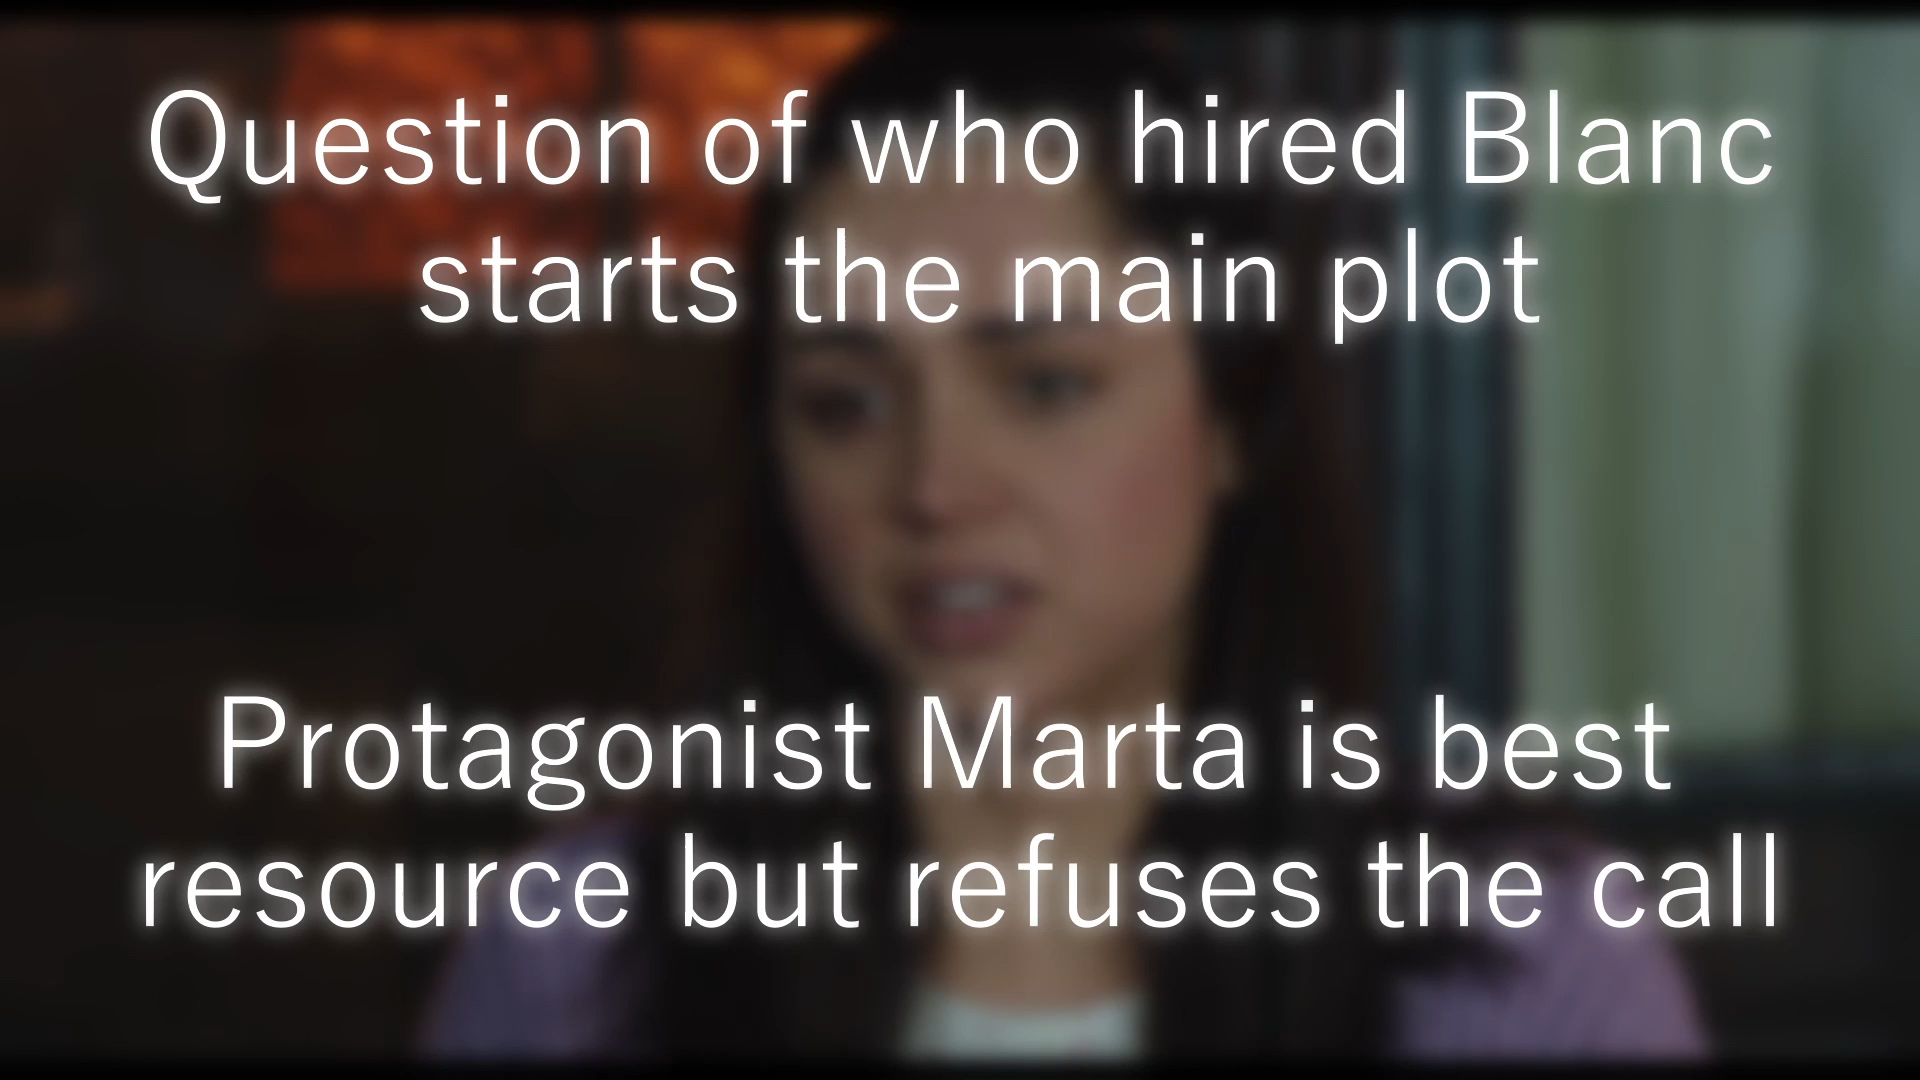 Question of who hired Blanc
starts the main plot
Protagonist Marta is best
resource but refuses the call